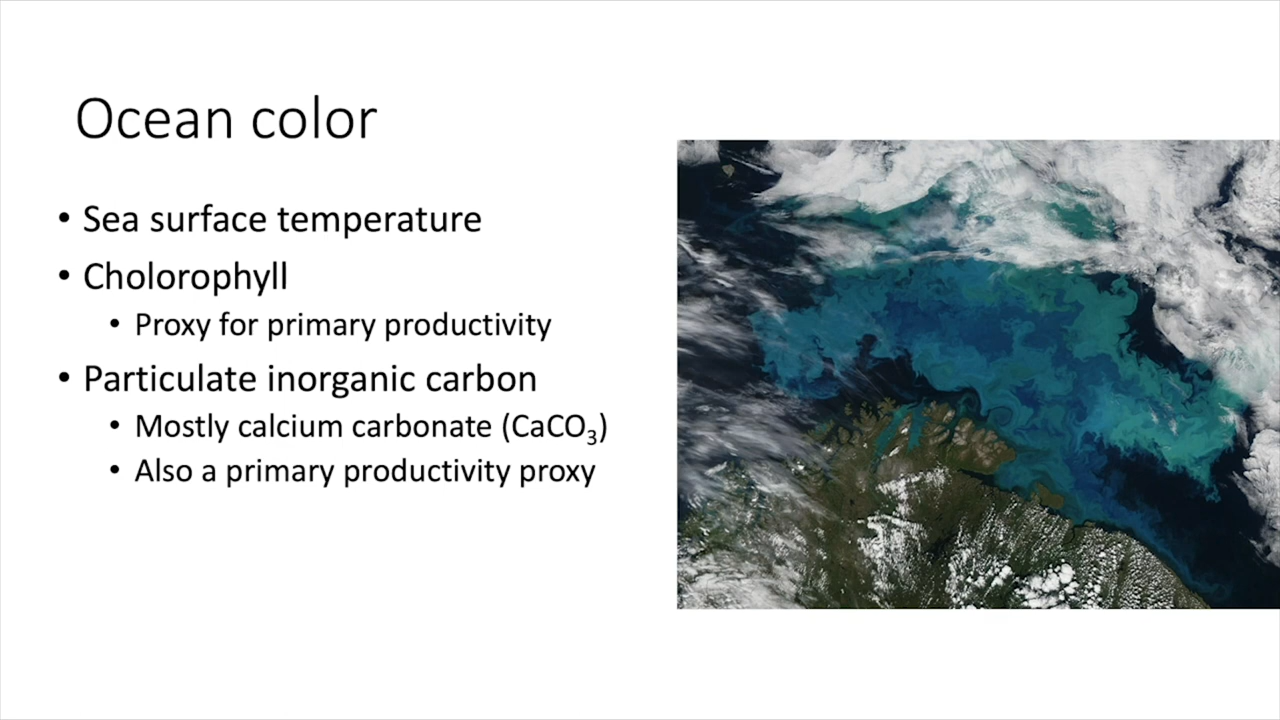 Ocean color
• Sea surface temperature
• Cholorophyll
• Proxy for primary productivity
• Particulate inorganic carbon
• Mostly calcium carbonate (CaCO₃)
• Also a primary productivity proxy